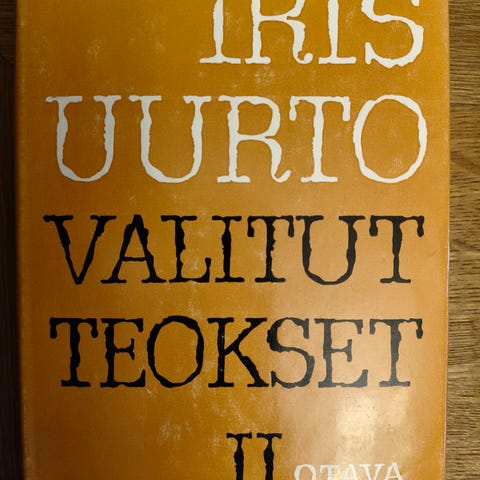 IRIS
UURTO
VALITUT
TEOKSET
II OTAVA